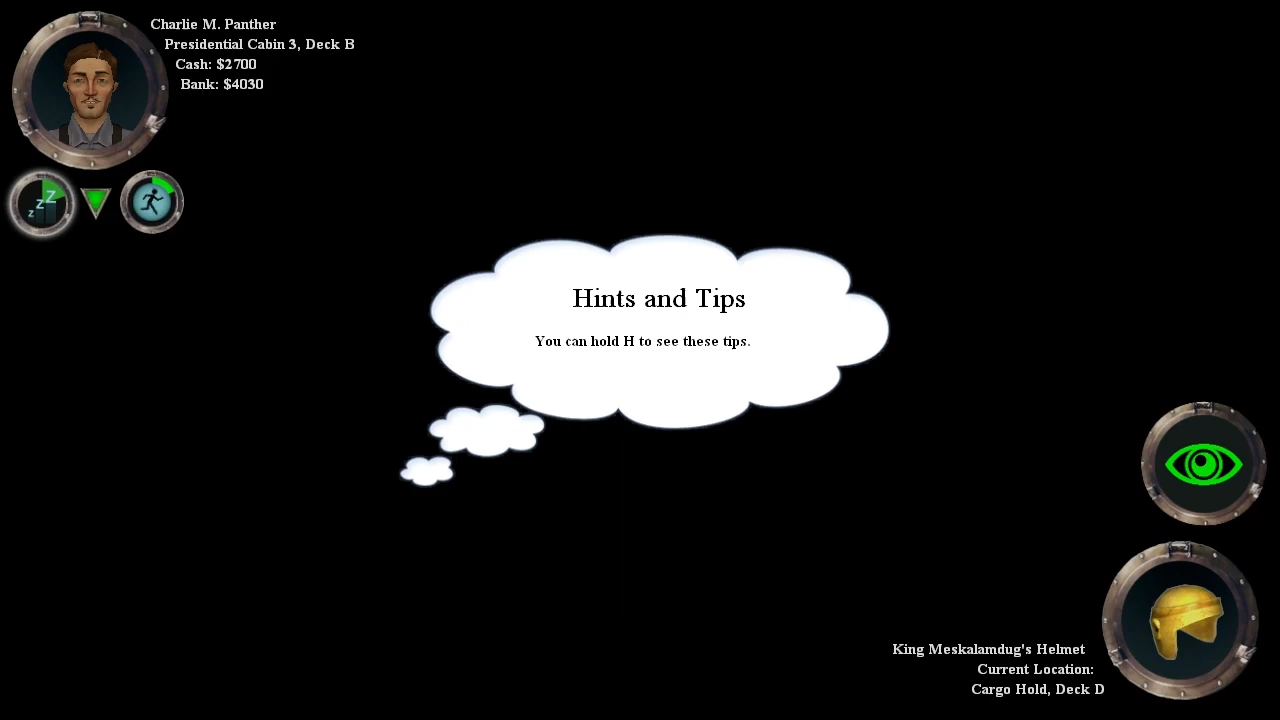 Charlie M. Panther
Presidential Cabin 3, Deck B
Cash: $2700
Bank: $4030
z z Z
Hints and Tips
You can hold H to see these tips.
King Meskalamdug's Helmet
Current Location:
Cargo Hold, Deck D